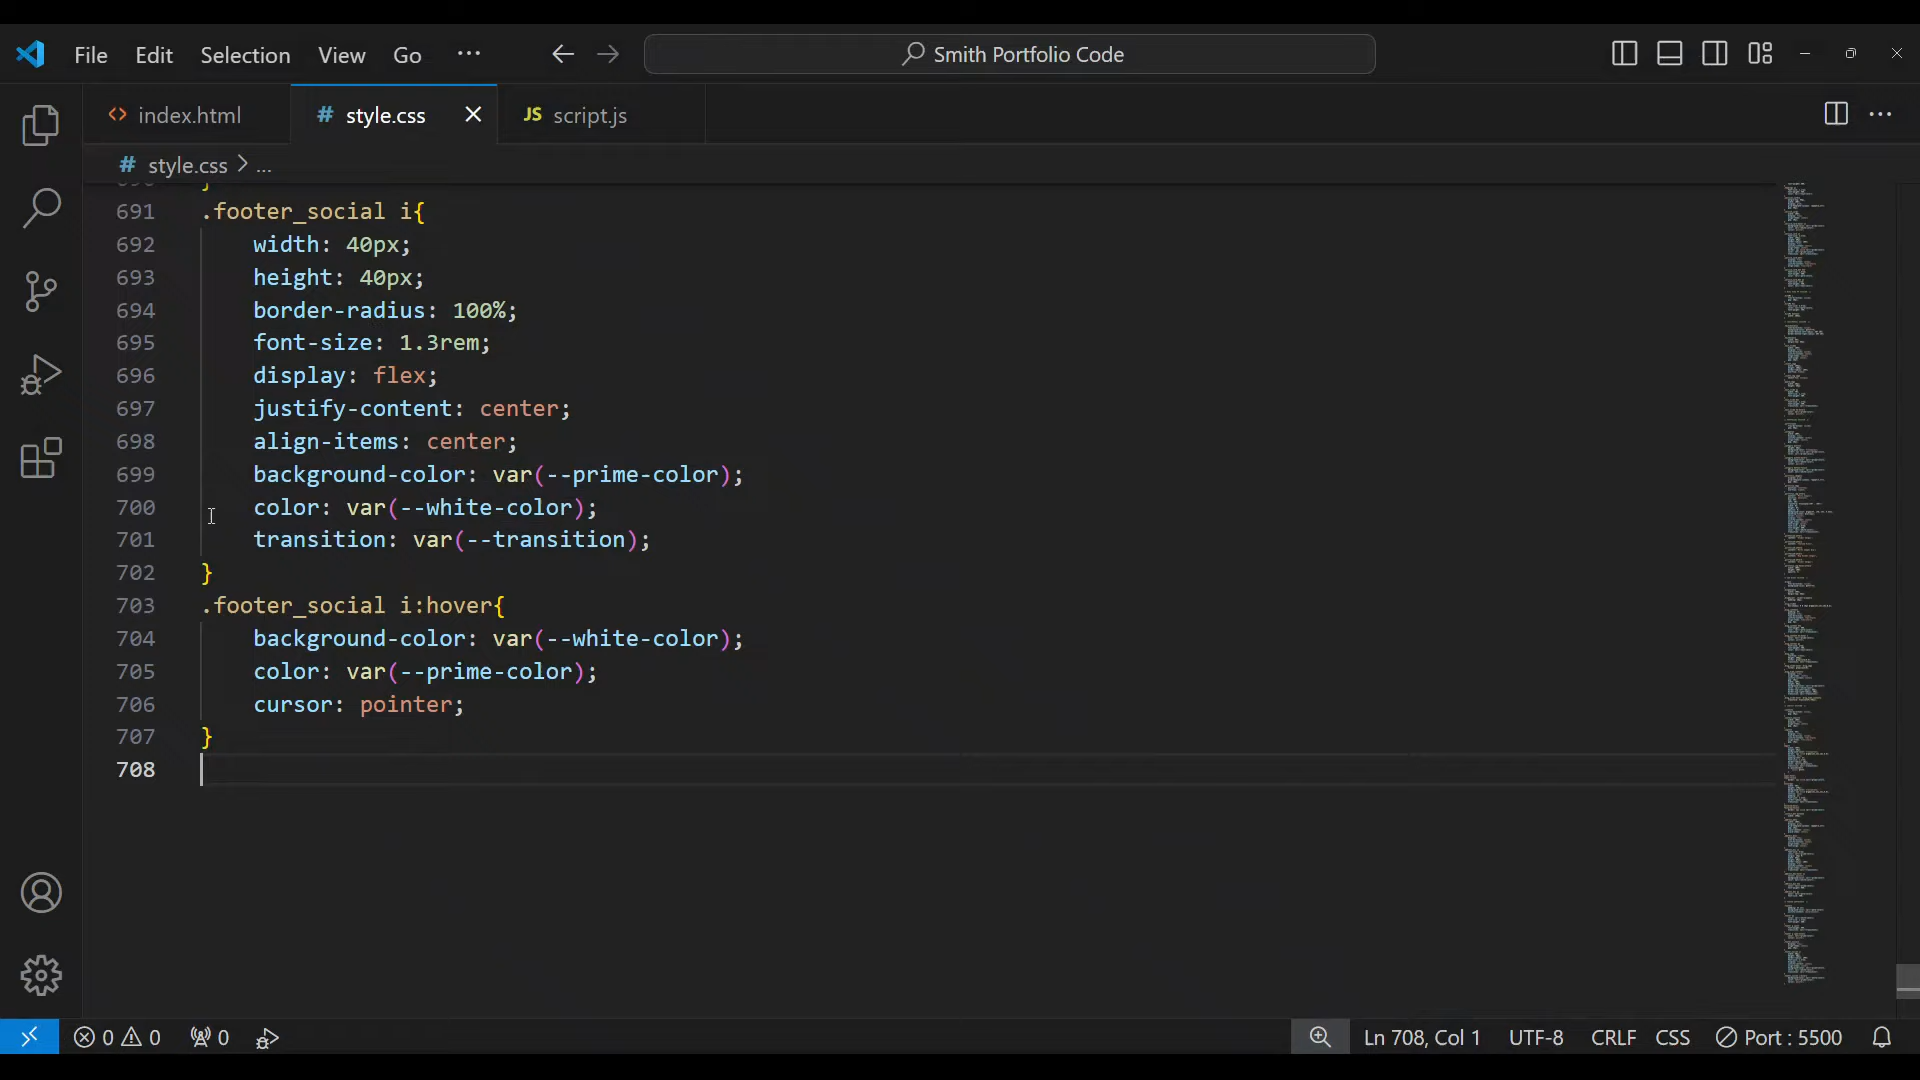 File Edit Selection View Go ··· Smith Portfolio Code
index.html # style.css JS script.js
# style.css > ...
691 .footer_social i{
692 width: 40px;
693 height: 40px;
694 border-radius: 100%;
695 font-size: 1.3rem;
696 display: flex;
697 justify-content: center;
698 align-items: center;
699 background-color: var(--prime-color);
700 color: var(--white-color);
701 transition: var(--transition);
702 }
703 .footer_social i:hover{
704 background-color: var(--white-color);
705 color: var(--prime-color);
706 cursor: pointer;
707 }
708
0 0 0 Ln 708, Col 1 UTF-8 CRLF CSS Port : 5500